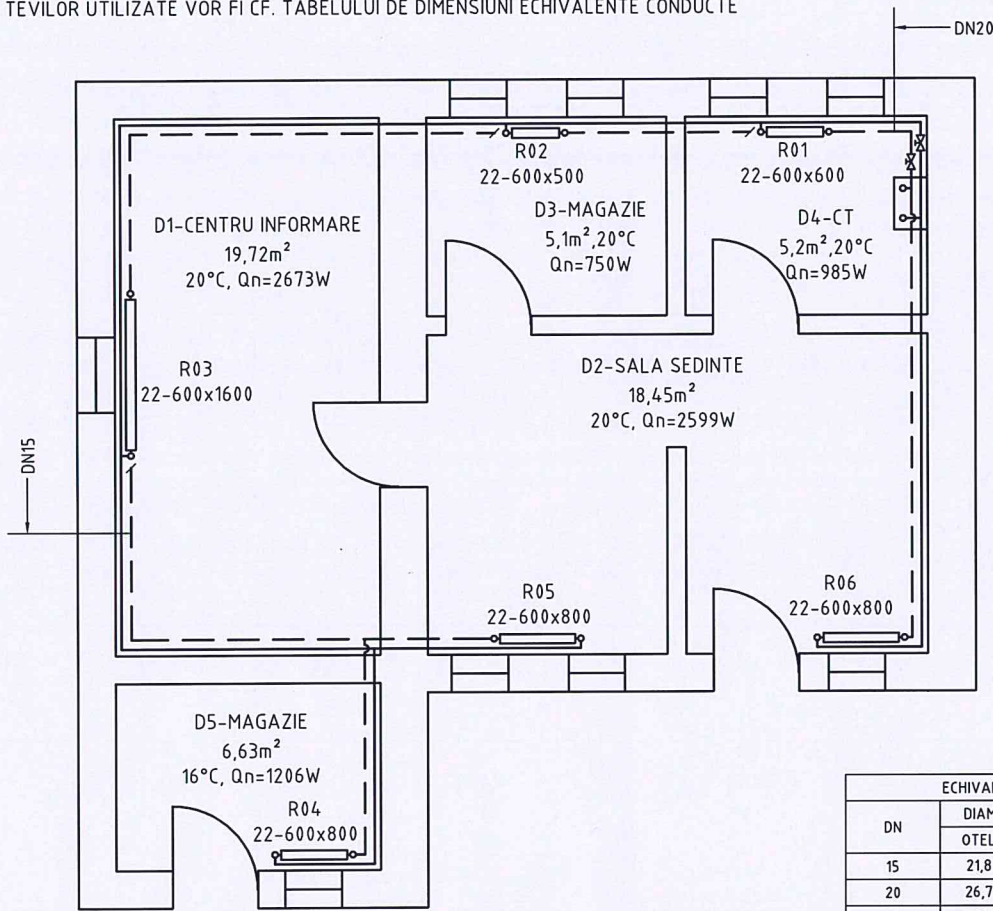 TEVILOR UTILIZATE VOR FI CF. TABELULUI DE DIMENSIUNI ECHIVALENTE CONDUCTE
DN20
R02
22-600x500
R01
22-600x600
D1-CENTRU INFORMARE
19,72m²
20°C, Qn=2673W
D3-MAGAZIE
5,1m²,20°C
Qn=750W
D4-CT
5,2m²,20°C
Qn=985W
R03
22-600x1600
D2-SALA SEDINTE
18,45m²
20°C, Qn=2599W
DN15
R05
22-600x800
R06
22-600x800
D5-MAGAZIE
6,63m²
16°C, Qn=1206W
R04
22-600x800
ECHIVA
DN
DIAM
OTEL
15
21,8
20
26,7